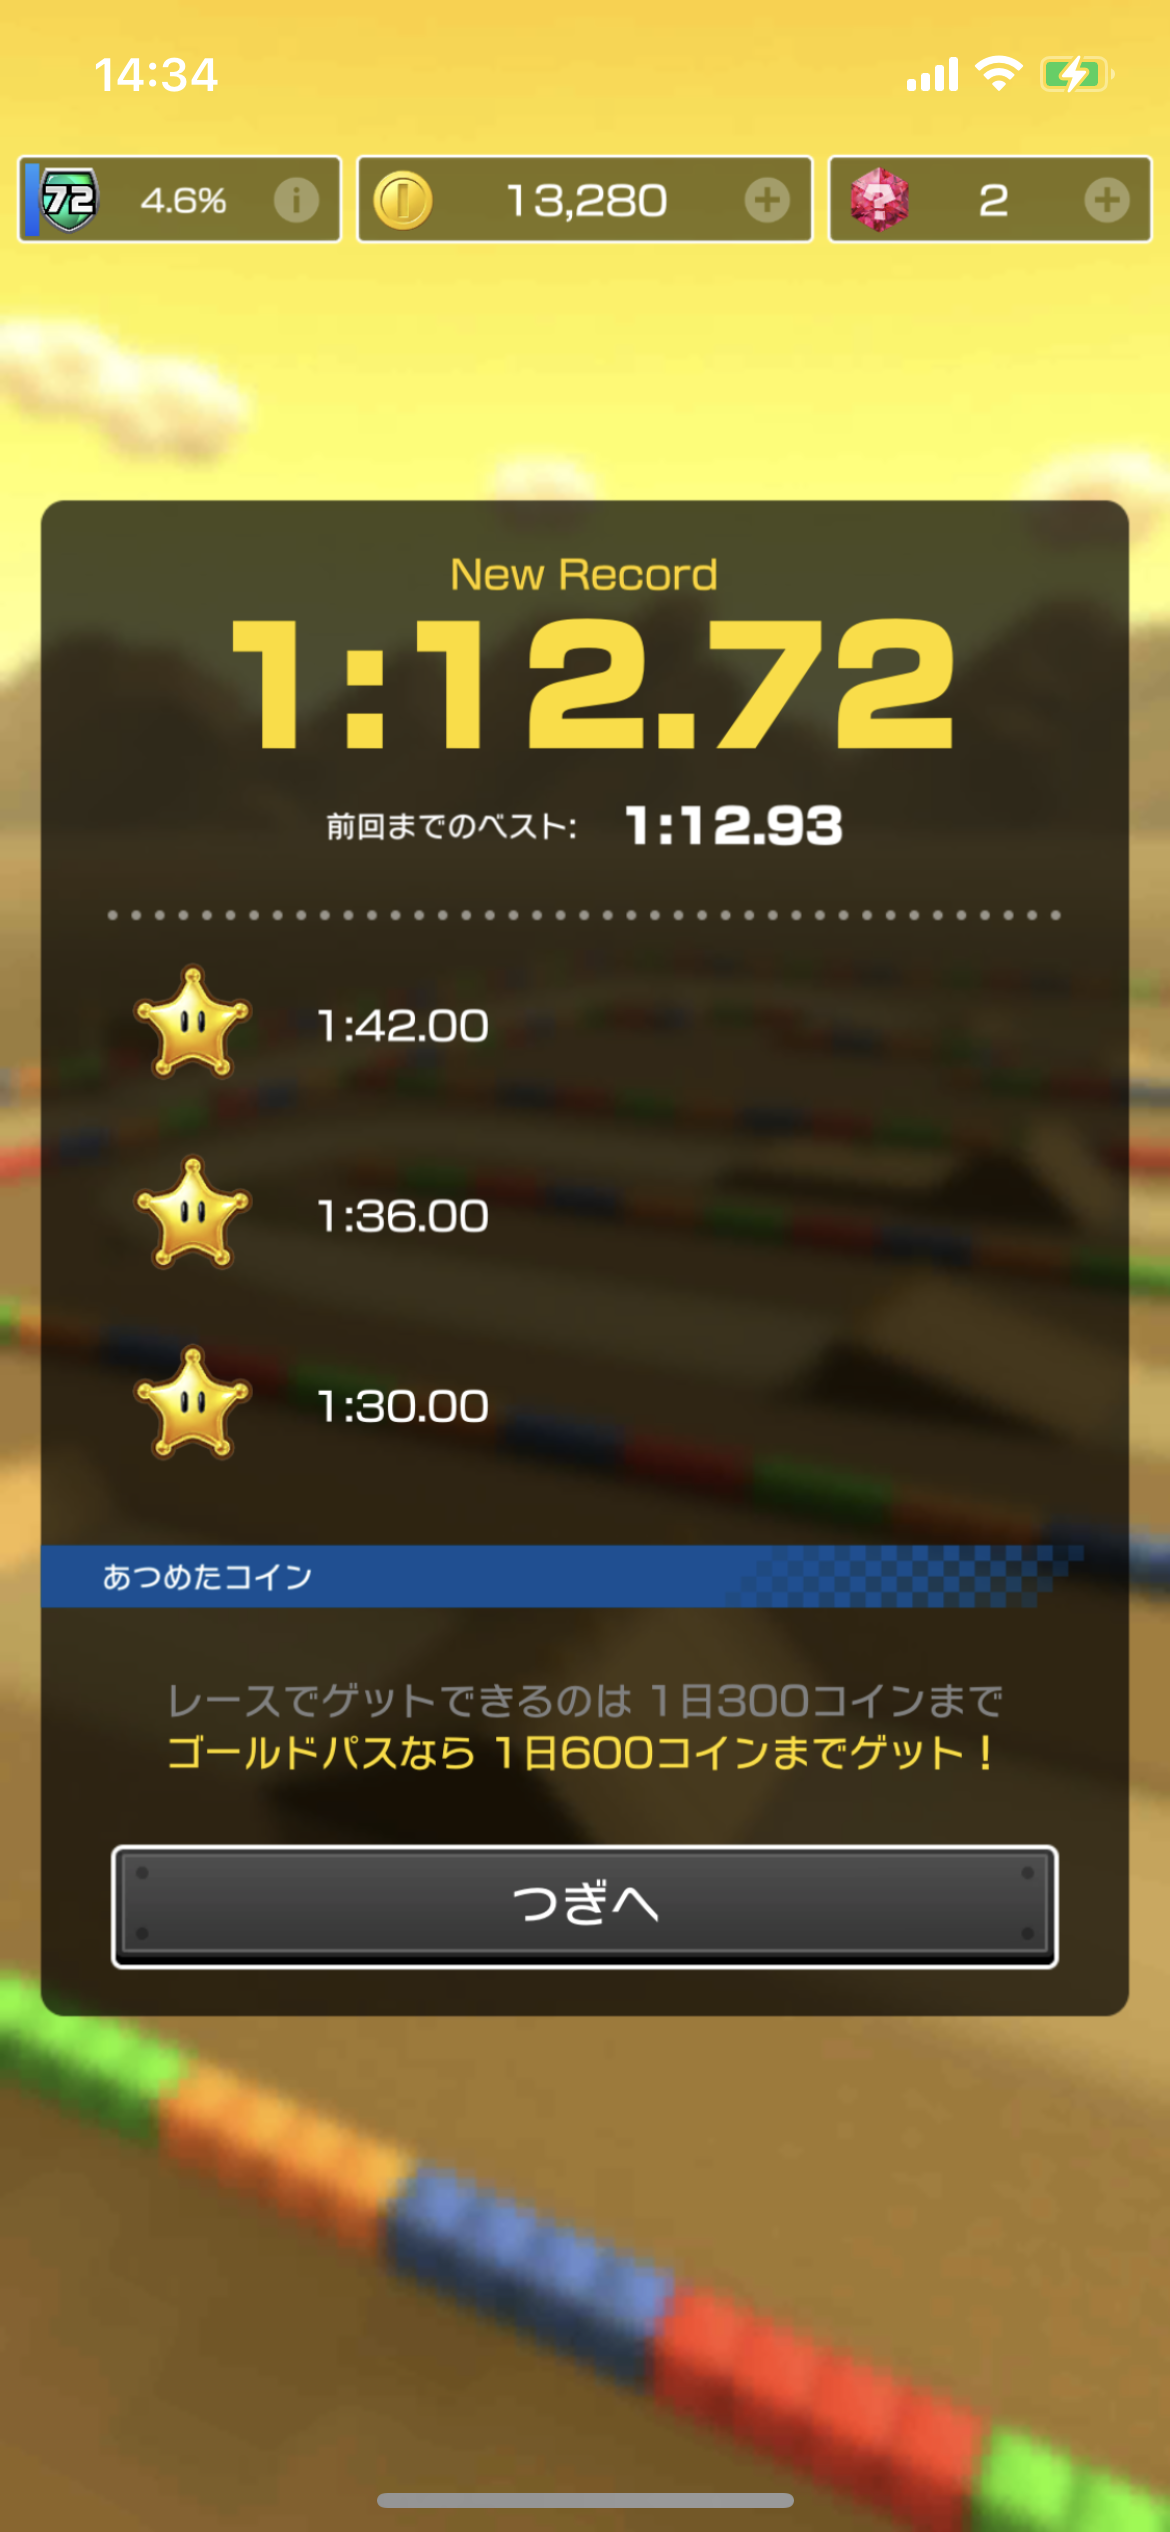 14:34
72 4.6% i 13,280 + ? 2 +
New Record
1:12.72
前回までのベスト: 1:12.93
1:42.00
1:36.00
1:30.00
あつめたコイン
レースでゲットできるのは 1日300コインまで
ゴールドパスなら 1日600コインまでゲット！
つぎへ